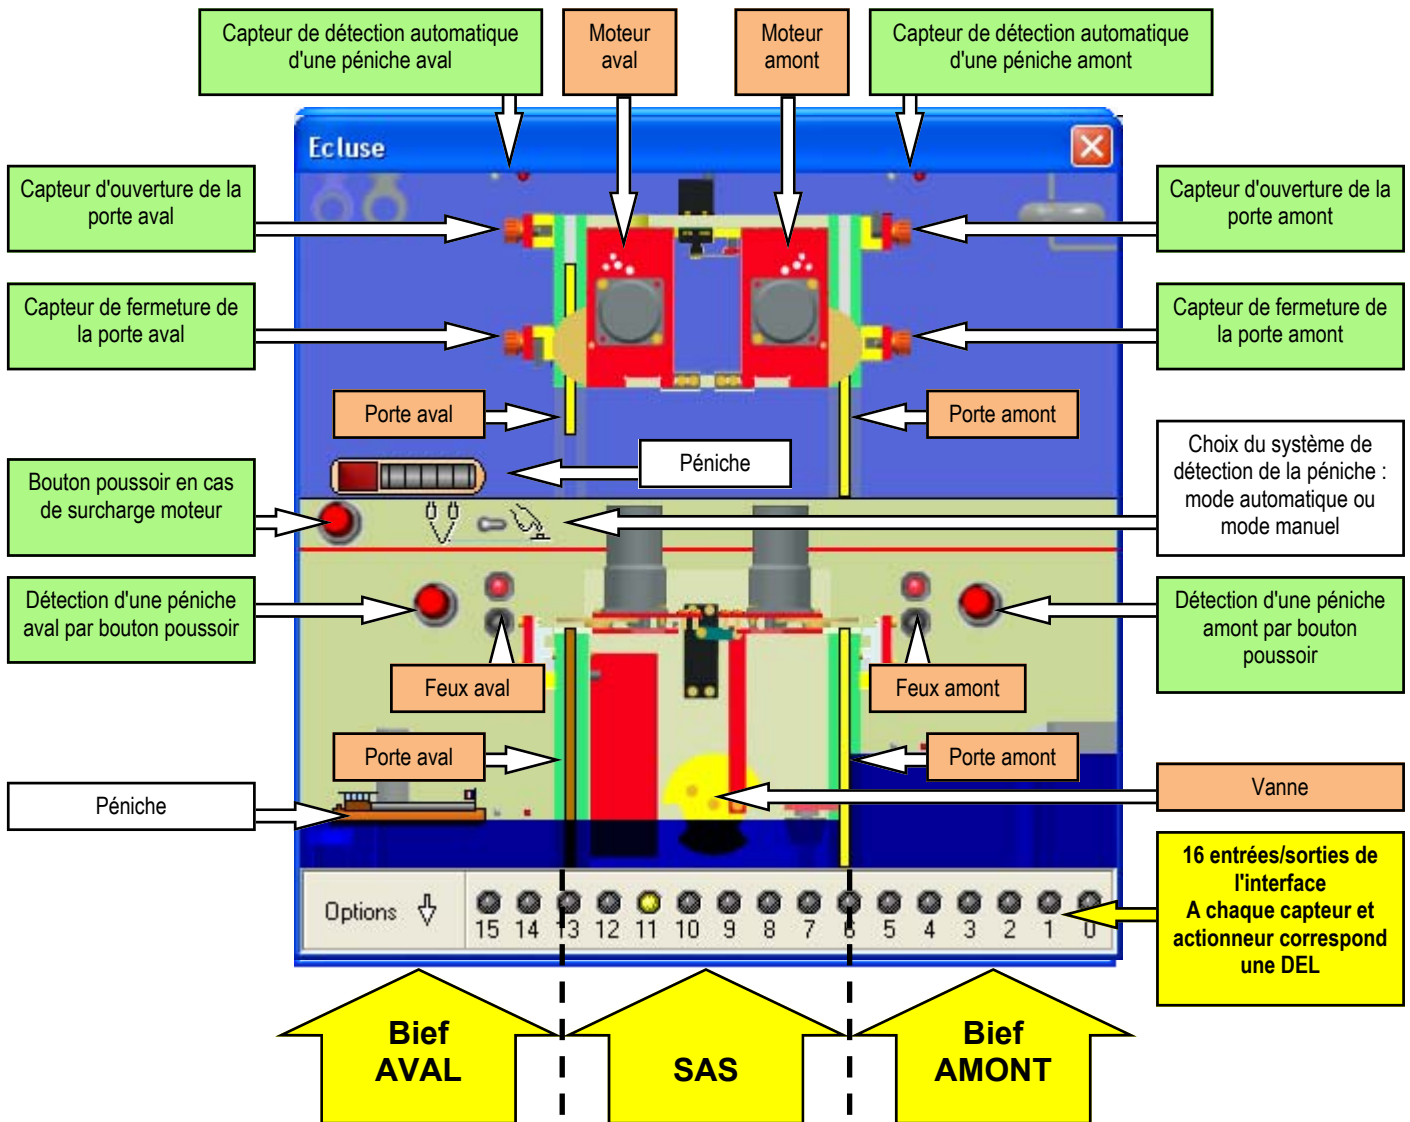 Capteur de détection automatique
d'une péniche aval
Moteur
aval
Moteur
amont
Capteur de détection automatique
d'une péniche amont
Ecluse
Capteur d'ouverture de la
porte aval
Capteur d'ouverture de la
porte amont
Capteur de fermeture de
la porte aval
Capteur de fermeture de
la porte amont
Porte aval
Porte amont
Péniche
Choix du système de
détection de la péniche :
mode automatique ou
mode manuel
Bouton poussoir en cas
de surcharge moteur
Détection d'une péniche
aval par bouton poussoir
Détection d'une péniche
amont par bouton
poussoir
Feux aval
Feux amont
Porte aval
Porte amont
Péniche
Vanne
16 entrées/sorties de
l'interface
A chaque capteur et
actionneur correspond
une DEL
Options
15 14 13 12 11 10 9 8 7 6 5 4 3 2 1 0
Bief
AVAL
SAS
Bief
AMONT